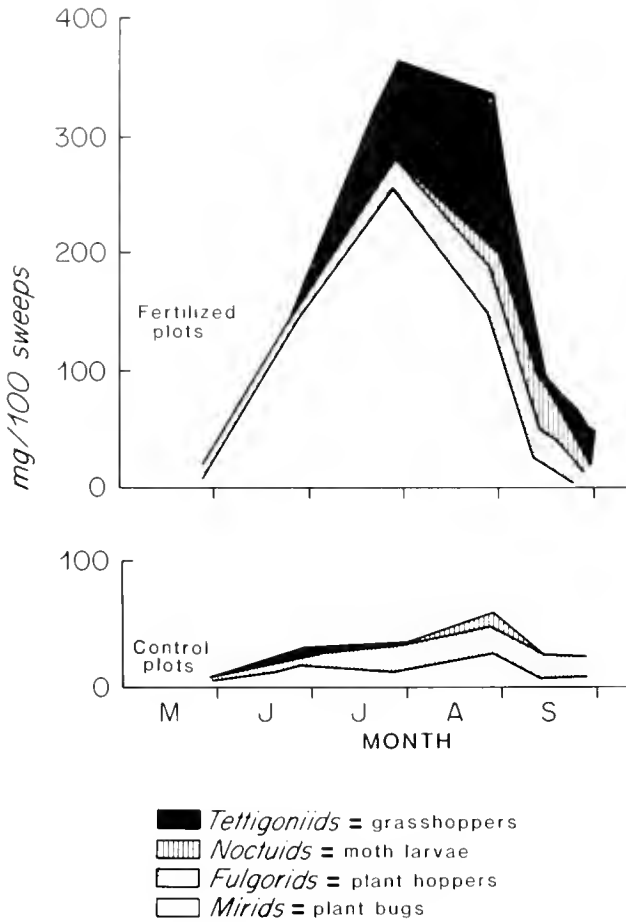 400
300
200
100
0
mg/100 sweeps
Fertilized
plots
100
0
Control
plots
M J J A S
MONTH
Tettigoniids = grasshoppers
Noctuids = moth larvae
Fulgorids = plant hoppers
Mirids = plant bugs